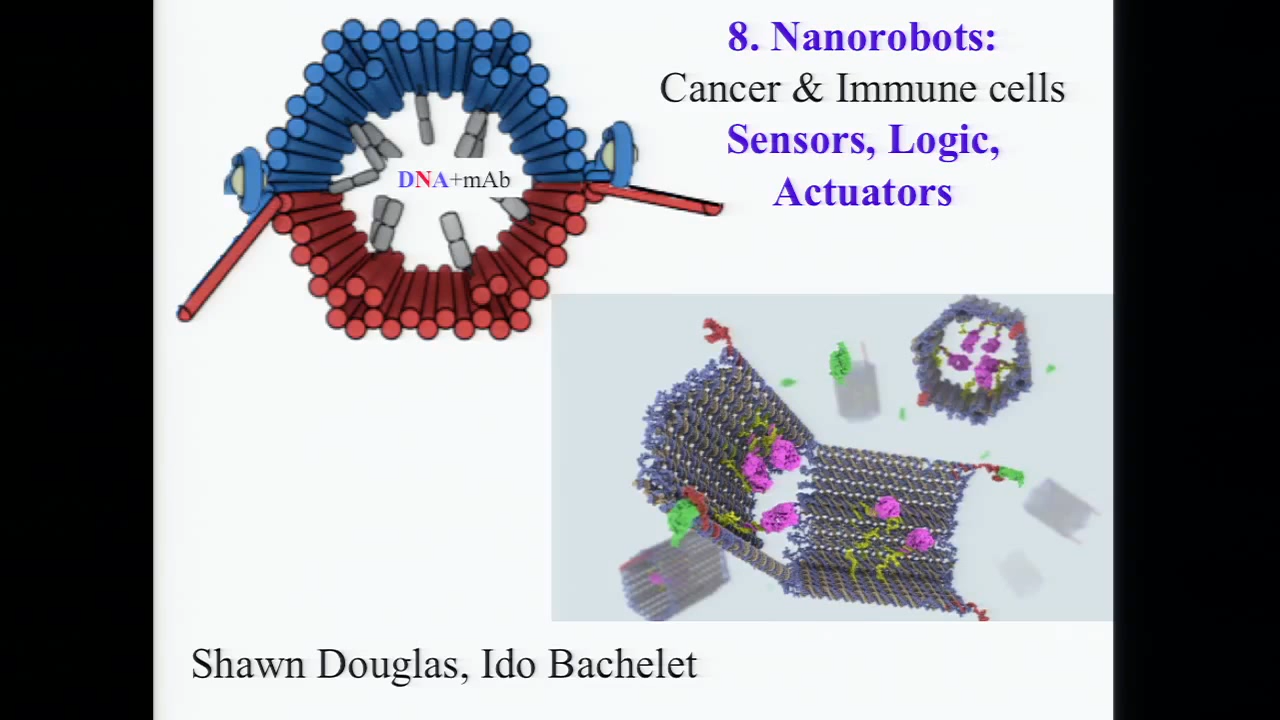 8. Nanorobots:
Cancer & Immune cells
Sensors, Logic,
Actuators
DNA+mAb
Shawn Douglas, Ido Bachelet